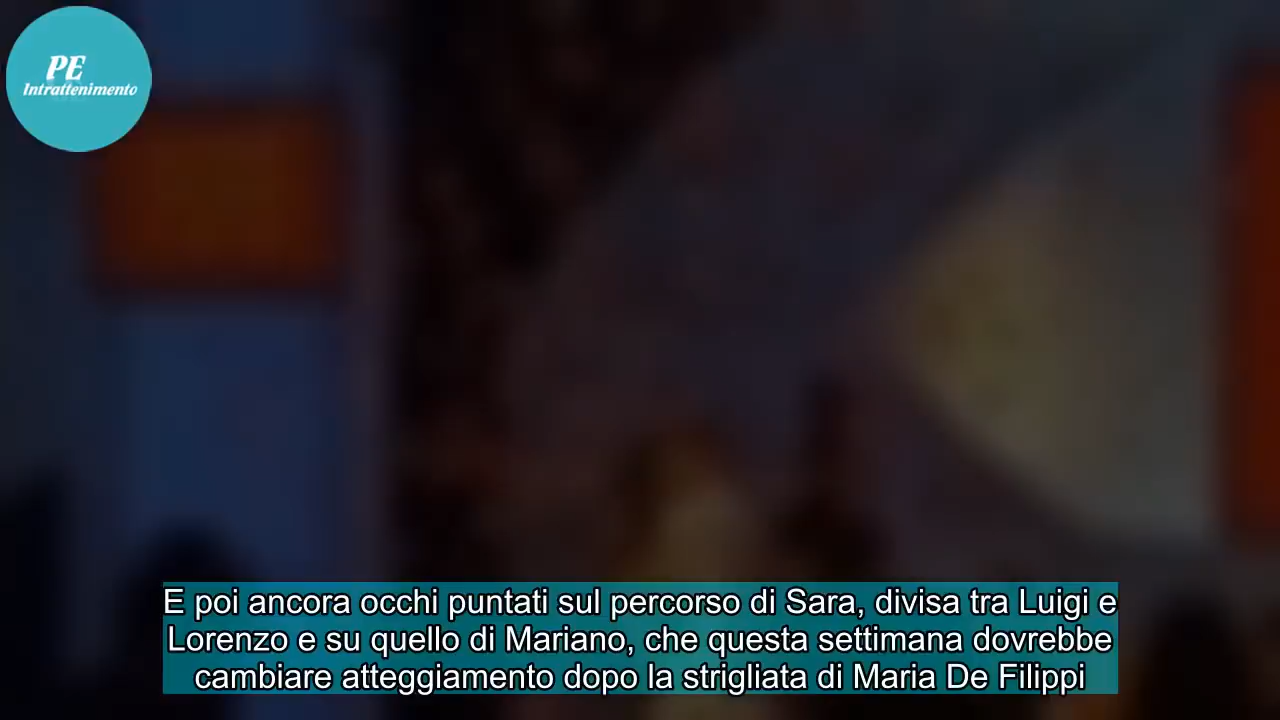 PE
Intrattenimento
E poi ancora occhi puntati sul percorso di Sara, divisa tra Luigi e
Lorenzo e su quello di Mariano, che questa settimana dovrebbe
cambiare atteggiamento dopo la strigliata di Maria De Filippi